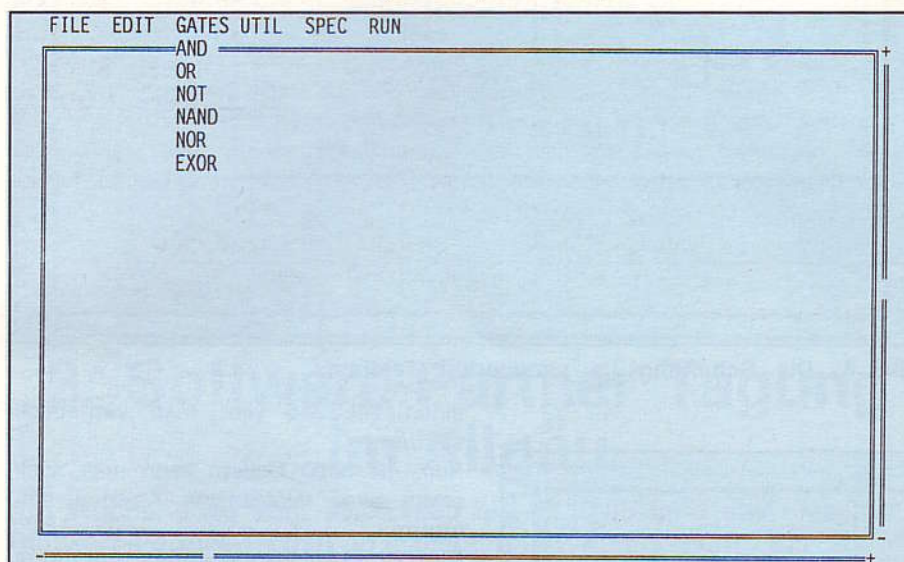 FILE EDIT GATES UTIL SPEC RUN
AND
OR
NOT
NAND
NOR
EXOR